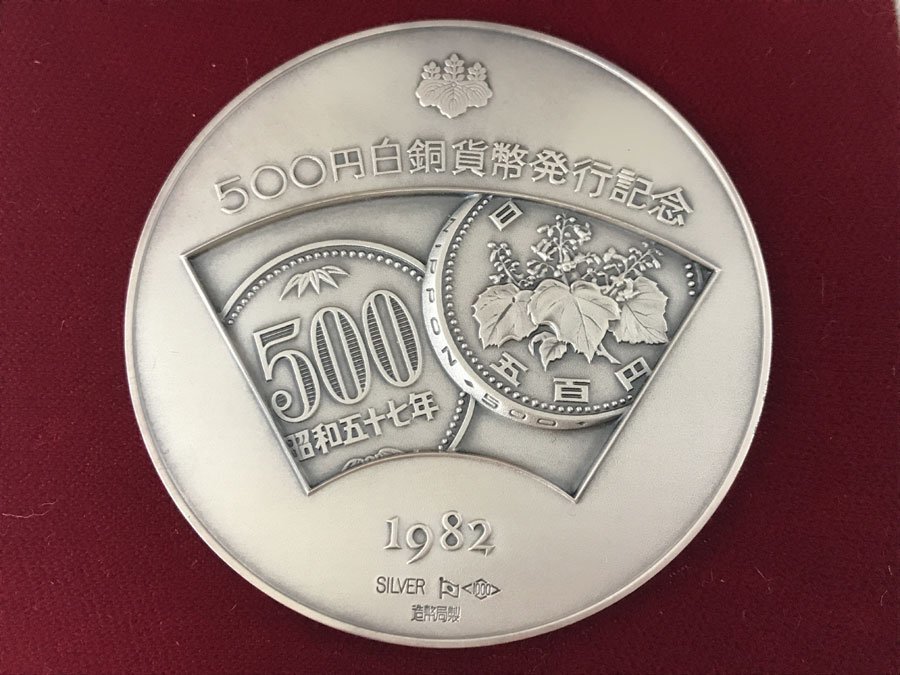 500円白銅貨幣発行記念
500
昭和五十七年
日
NIPPON・500・
五百円
1982
SILVER <1000>
造幣局製